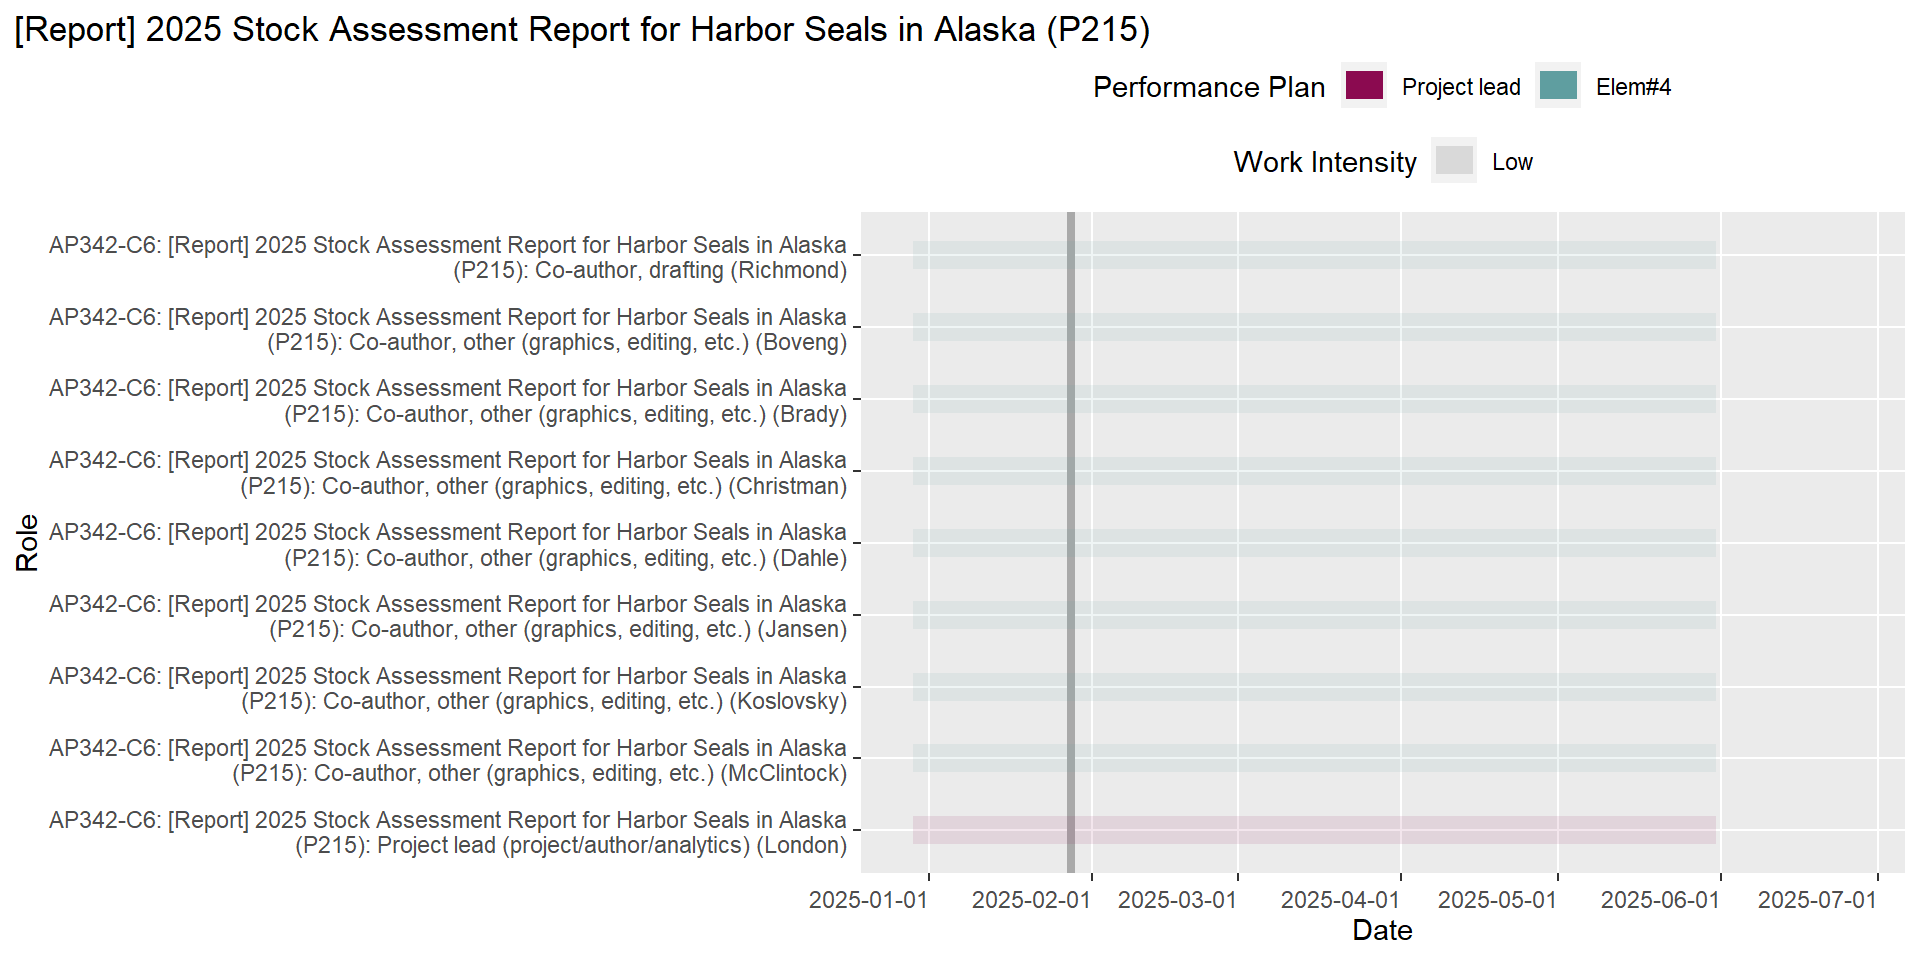 [Report] 2025 Stock Assessment Report for Harbor Seals in Alaska (P215)
Performance Plan Project lead Elem#4
Work Intensity Low
AP342-C6: [Report] 2025 Stock Assessment Report for Harbor Seals in Alaska
(P215): Co-author, drafting (Richmond)
AP342-C6: [Report] 2025 Stock Assessment Report for Harbor Seals in Alaska
(P215): Co-author, other (graphics, editing, etc.) (Boveng)
AP342-C6: [Report] 2025 Stock Assessment Report for Harbor Seals in Alaska
(P215): Co-author, other (graphics, editing, etc.) (Brady)
AP342-C6: [Report] 2025 Stock Assessment Report for Harbor Seals in Alaska
(P215): Co-author, other (graphics, editing, etc.) (Christman)
AP342-C6: [Report] 2025 Stock Assessment Report for Harbor Seals in Alaska
(P215): Co-author, other (graphics, editing, etc.) (Dahle)
AP342-C6: [Report] 2025 Stock Assessment Report for Harbor Seals in Alaska
(P215): Co-author, other (graphics, editing, etc.) (Jansen)
AP342-C6: [Report] 2025 Stock Assessment Report for Harbor Seals in Alaska
(P215): Co-author, other (graphics, editing, etc.) (Koslovsky)
AP342-C6: [Report] 2025 Stock Assessment Report for Harbor Seals in Alaska
(P215): Co-author, other (graphics, editing, etc.) (McClintock)
AP342-C6: [Report] 2025 Stock Assessment Report for Harbor Seals in Alaska
(P215): Project lead (project/author/analytics) (London)
Role
2025-01-01 2025-02-01 2025-03-01 2025-04-01 2025-05-01 2025-06-01 2025-07-01
Date